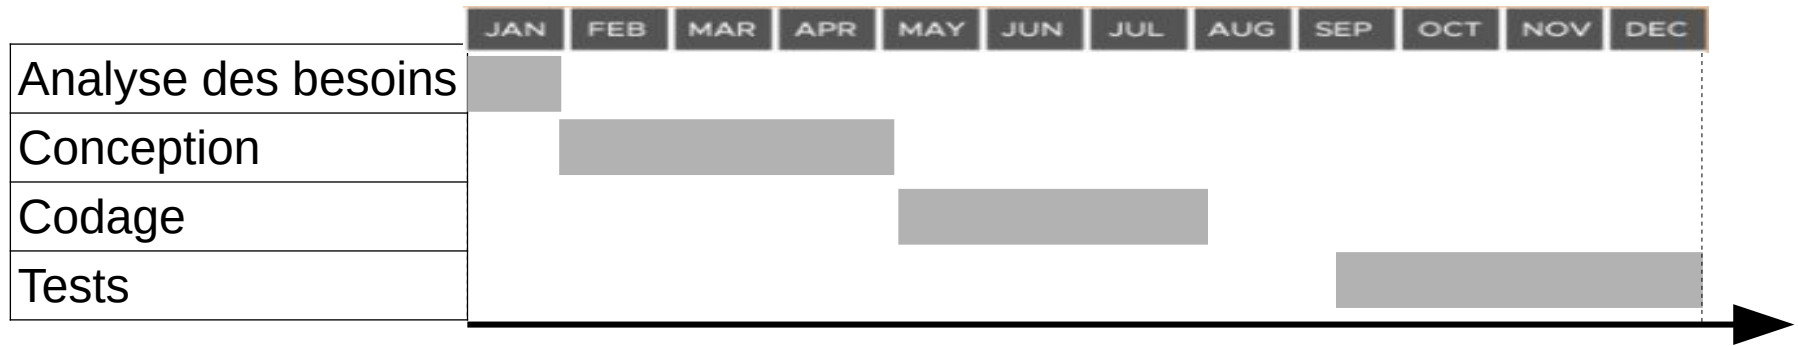 JAN FEB MAR APR MAY JUN JUL AUG SEP OCT NOV DEC
Analyse des besoins
Conception
Codage
Tests